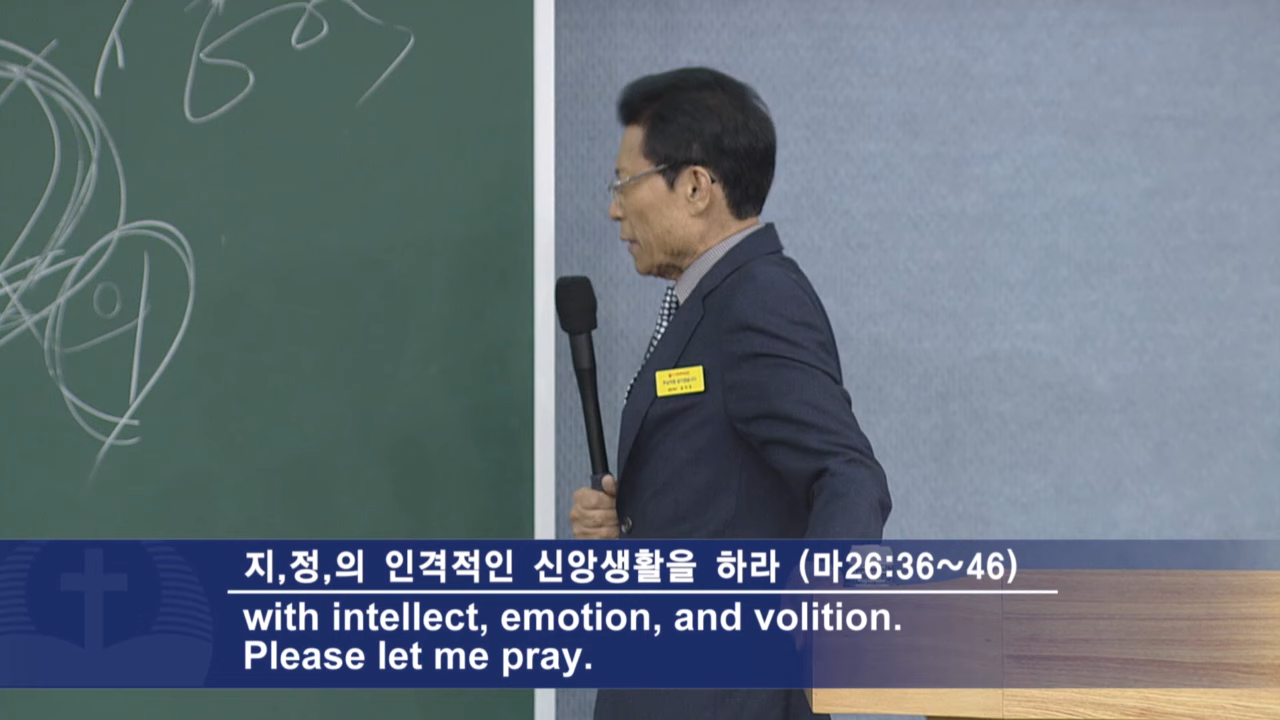 지,정,의 인격적인 신앙생활을 하라 (마26:36~46)
with intellect, emotion, and volition.
Please let me pray.